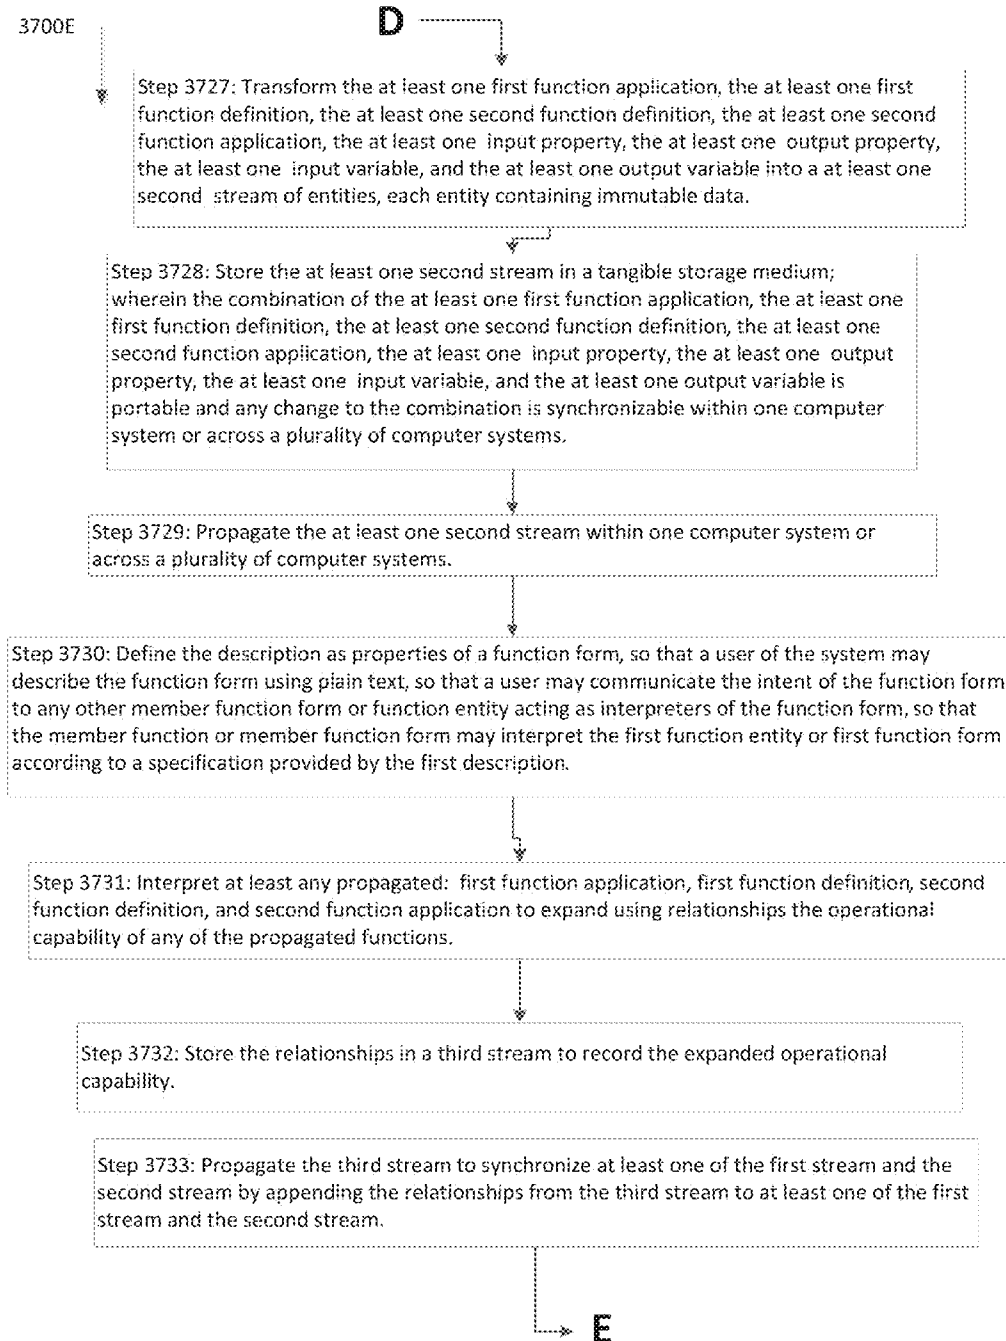 3700E
D
Step 3727: Transform the at least one first function application, the at least one first
function definition, the at least one second function definition, the at least one second
function application, the at least one input property, the at least one output property,
the at least one input variable, and the at least one output variable into a at least one
second stream of entities, each entity containing immutable data.
Step 3728: Store the at least one second stream in a tangible storage medium;
wherein the combination of the at least one first function application, the at least one
first function definition, the at least one second function definition, the at least one
second function application, the at least one input property, the at least one output
property, the at least one input variable, and the at least one output variable is
portable and any change to the combination is synchronizable within one computer
system or across a plurality of computer systems.
Step 3729: Propagate the at least one second stream within one computer system or
across a plurality of computer systems.
Step 3730: Define the description as properties of a function form, so that a user of the system may
describe the function form using plain text, so that a user may communicate the intent of the function form
to any other member function form or function entity acting as interpreters of the function form, so that
the member function or member function form may interpret the first function entity or first function form
according to a specification provided by the first description.
Step 3731: Interpret at least any propagated: first function application, first function definition, second
function definition, and second function application to expand using relationships the operational
capability of any of the propagated functions.
Step 3732: Store the relationships in a third stream to record the expanded operational
capability.
Step 3733: Propagate the third stream to synchronize at least one of the first stream and the
second stream by appending the relationships from the third stream to at least one of the first
stream and the second stream.
E